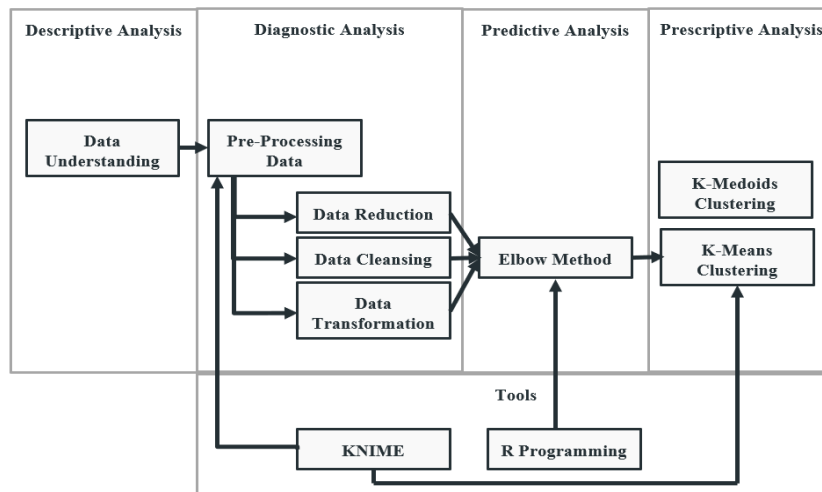 Descriptive Analysis
Diagnostic Analysis
Predictive Analysis
Prescriptive Analysis
Data
Understanding
Pre-Processing
Data
Data Reduction
Data Cleansing
Data
Transformation
Elbow Method
K-Medoids
Clustering
K-Means
Clustering
Tools
KNIME
R Programming